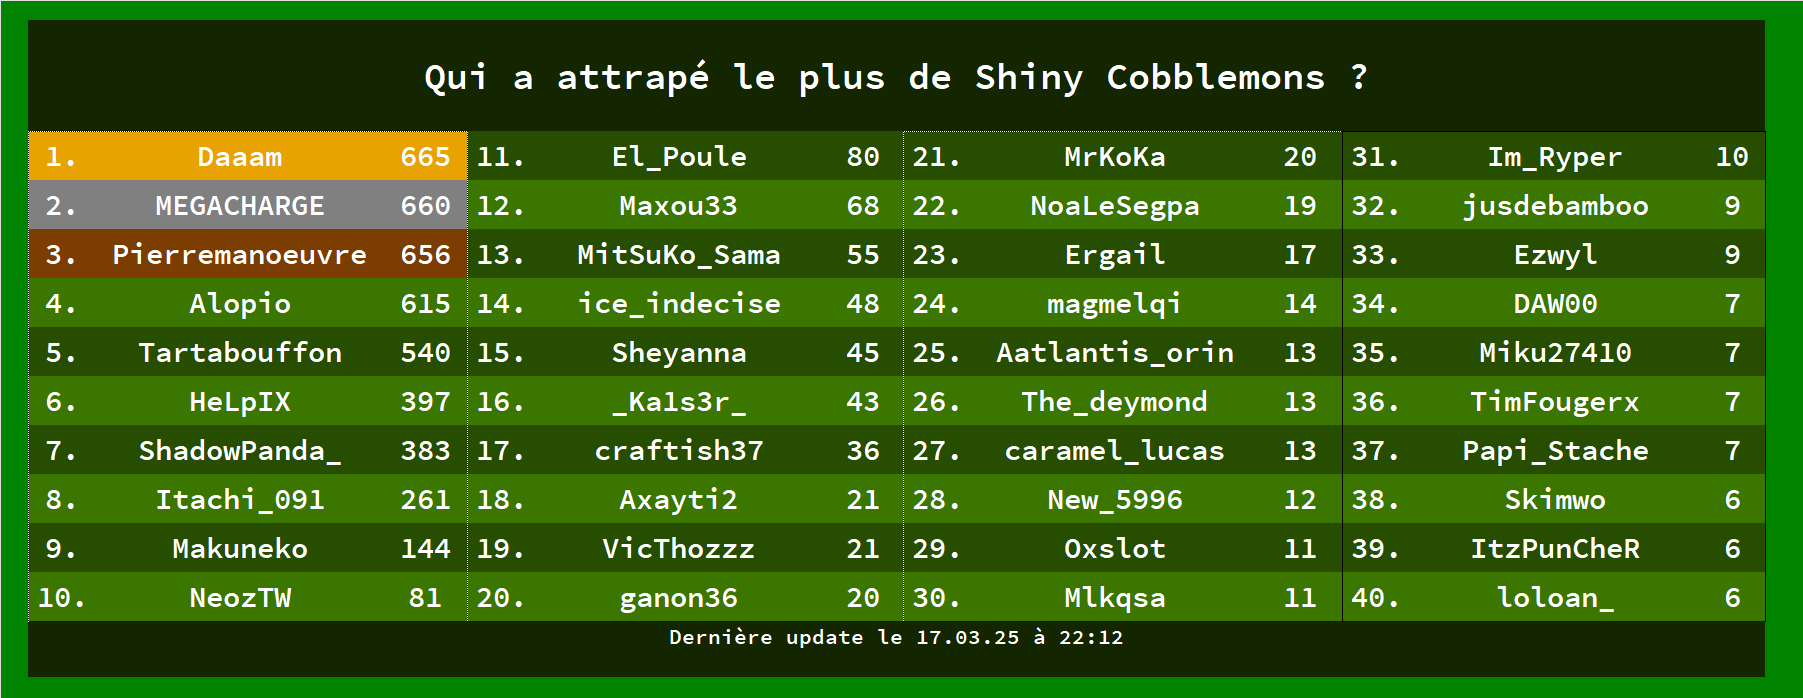 Qui a attrapé le plus de Shiny Cobblemons ?
1. Daaam 665
2. MEGACHARGE 660
3. Pierremanoeuvre 656
4. Alopio 615
5. Tartabouffon 540
6. HeLpIX 397
7. ShadowPanda_ 383
8. Itachi_091 261
9. Makuneko 144
10. NeozTW 81
11. El_Poule 80
12. Maxou33 68
13. MitSuKo_Sama 55
14. ice_indecise 48
15. Sheyanna 45
16. _Ka1s3r_ 43
17. craftish37 36
18. Axayti2 21
19. VicThozzz 21
20. ganon36 20
21. MrKoKa 20
22. NoaLeSegpa 19
23. Ergail 17
24. magmelqi 14
25. Aatlantis_orin 13
26. The_deymond 13
27. caramel_lucas 13
28. New_5996 12
29. Oxslot 11
30. Mlkqsa 11
31. Im_Ryper 10
32. jusdebamboo 9
33. Ezwyl 9
34. DAW00 7
35. Miku27410 7
36. TimFougerx 7
37. Papi_Stache 7
38. Skimwo 6
39. ItzPunCheR 6
40. loloan_ 6
Dernière update le 17.03.25 à 22:12